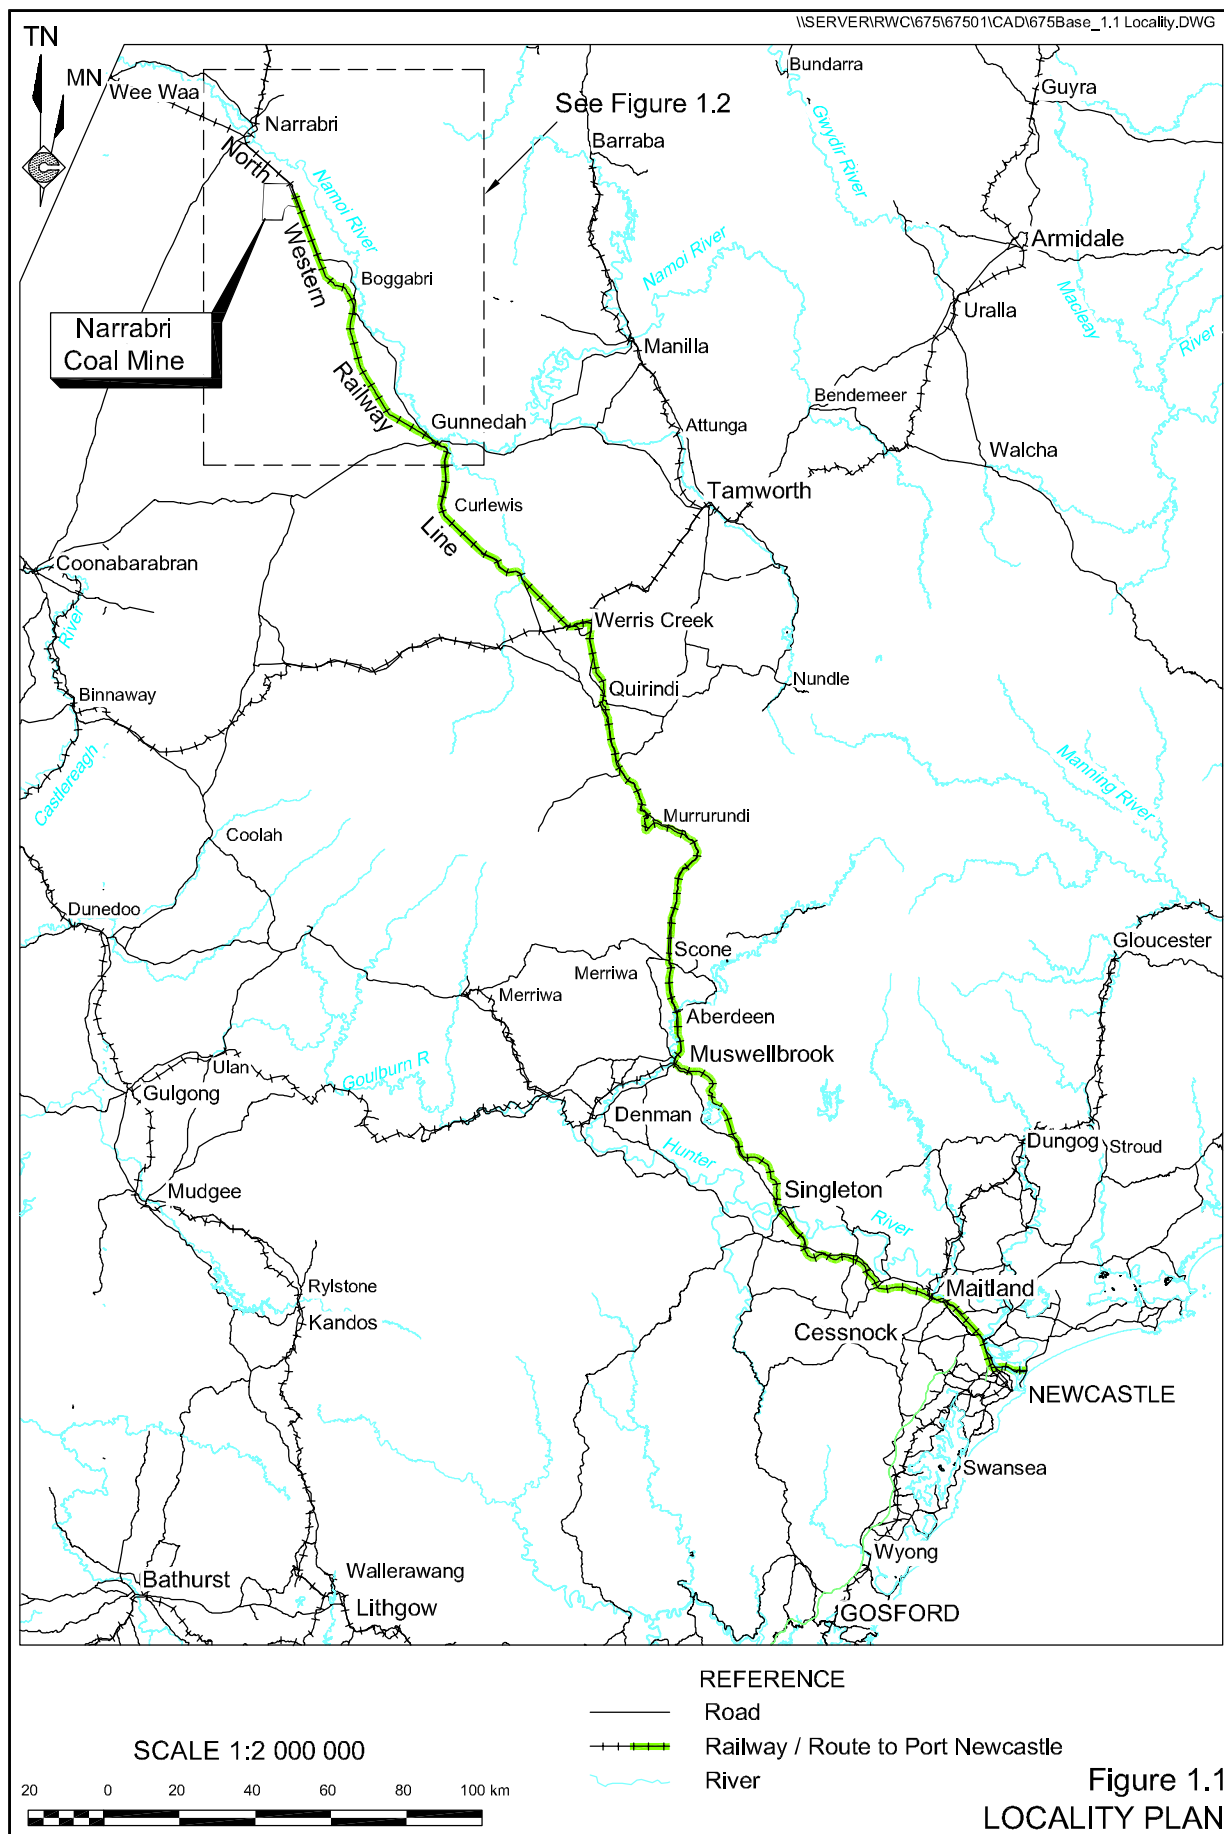 \\SERVER\RWC\675\67501\CAD\675Base_1.1 Locality.DWG
TN
MN
Wee Waa
Narrabri
See Figure 1.2
Bundarra
Guyra
Barraba
Gwydir River
North
Namoi River
Western
Boggabri
Namoi River
Armidale
Macleay
River
Uralla
Narrabri
Coal Mine
Manilla
Railway
Bendemeer
Gunnedah
Attunga
Walcha
Tamworth
Curlewis
Line
Coonabarabran
River
Werris Creek
Binnaway
Quirindi
Nundle
Castlereagh
Manning River
Murrurundi
Coolah
Dunedoo
Scone
Gloucester
Merriwa
Merriwa
Aberdeen
Muswellbrook
Ulan
Goulburn R
Gulgong
Denman
Hunter
Dungog
Stroud
Mudgee
Singleton
River
Rylstone
Kandos
Maitland
Cessnock
NEWCASTLE
Swansea
Wyong
Bathurst
Wallerawang
Lithgow
GOSFORD
REFERENCE
Road
Railway / Route to Port Newcastle
River
SCALE 1:2 000 000
20 0 20 40 60 80 100 km
Figure 1.1
LOCALITY PLAN